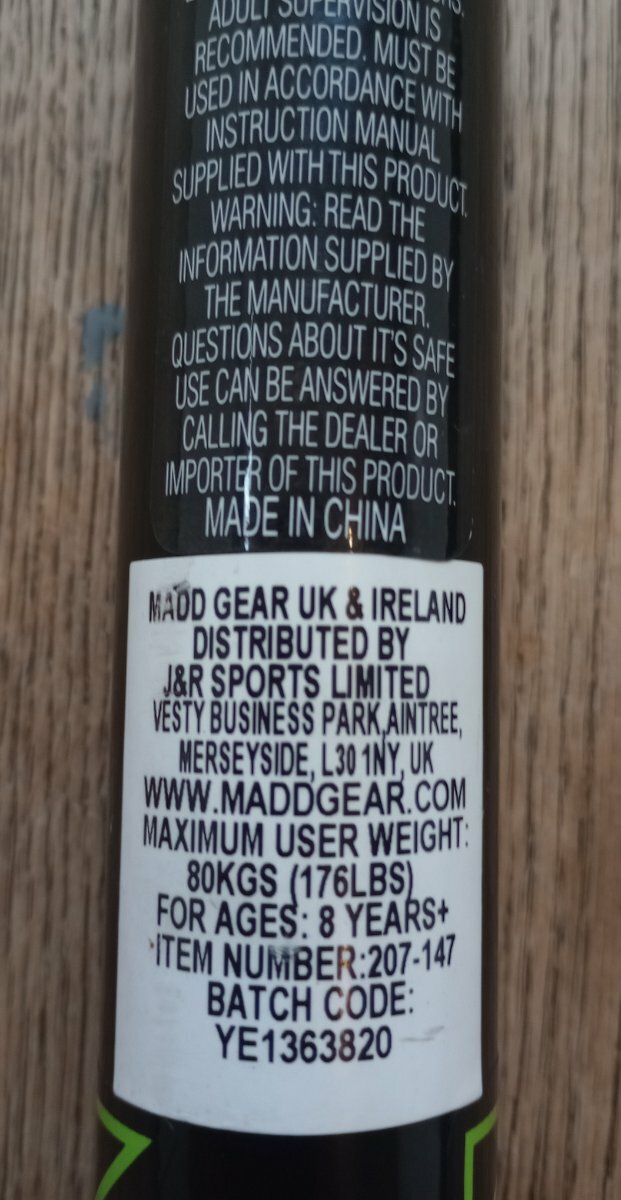 ADULT SUPERVISION IS
RECOMMENDED. MUST BE
USED IN ACCORDANCE WITH
INSTRUCTION MANUAL
SUPPLIED WITH THIS PRODUCT.
WARNING: READ THE
INFORMATION SUPPLIED BY
THE MANUFACTURER.
QUESTIONS ABOUT IT'S SAFE
USE CAN BE ANSWERED BY
CALLING THE DEALER OR
IMPORTER OF THIS PRODUCT.
MADE IN CHINA
MADD GEAR UK & IRELAND
DISTRIBUTED BY
J&R SPORTS LIMITED
VESTY BUSINESS PARK,AINTREE,
MERSEYSIDE, L30 1NY, UK
WWW.MADDGEAR.COM
MAXIMUM USER WEIGHT:
80KGS (176LBS)
FOR AGES: 8 YEARS+
ITEM NUMBER:207-147
BATCH CODE:
YE1363820